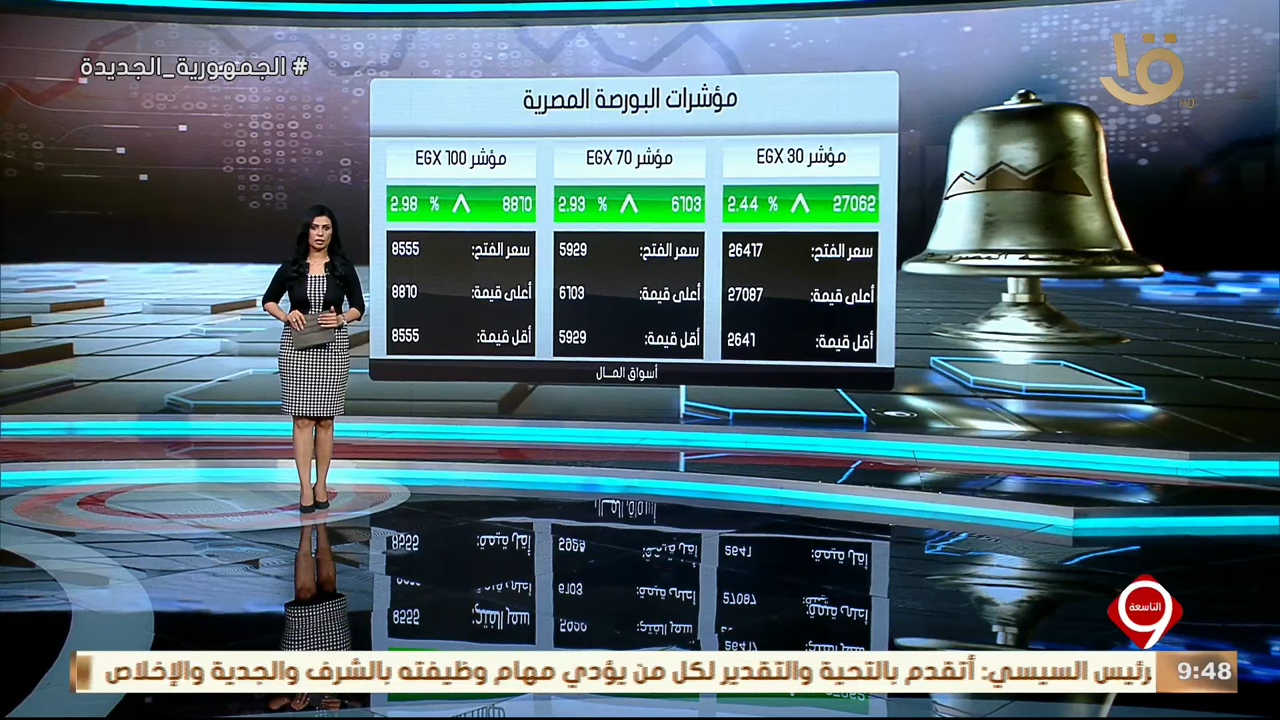 # الجمهورية_الجديدة
HD
مؤشرات البورصة المصرية
مؤشر EGX 30
27062
2.44 %
سعر الفتح: 26417
أعلى قيمة: 27087
أقل قيمة: 2641
مؤشر EGX 70
6103
2.93 %
سعر الفتح: 5929
أعلى قيمة: 6103
أقل قيمة: 5929
مؤشر EGX 100
8810
2.98 %
سعر الفتح: 8555
أعلى قيمة: 8810
أقل قيمة: 8555
أسواق المـــال
التاسعة
9
رئيس السيسي: أتقدم بالتحية والتقدير لكل من يؤدي مهام وظيفته بالشرف والجدية والإخلاص
9:48